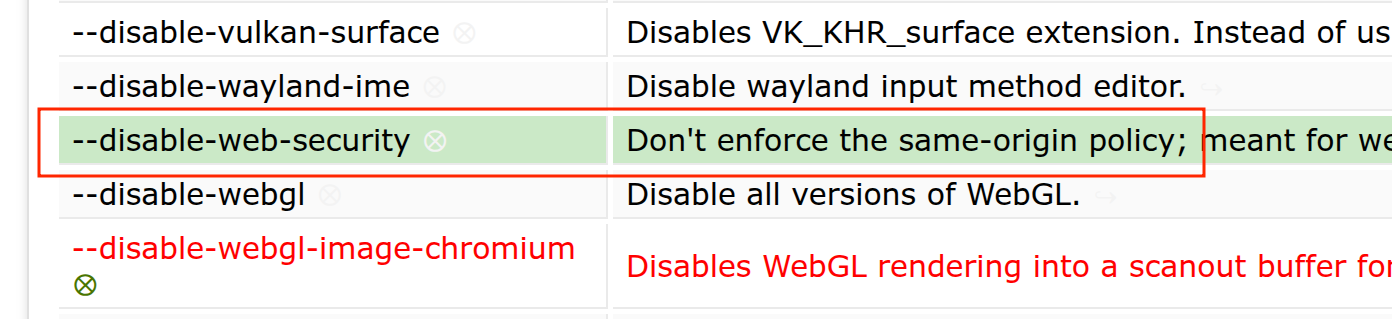 --disable-vulkan-surface ⊗ Disables VK_KHR_surface extension. Instead of us
--disable-wayland-ime ⊗ Disable wayland input method editor. ↪
--disable-web-security ⊗ Don't enforce the same-origin policy; meant for we
--disable-webgl ⊗ Disable all versions of WebGL. ↪
--disable-webgl-image-chromium
⊗
Disables WebGL rendering into a scanout buffer for